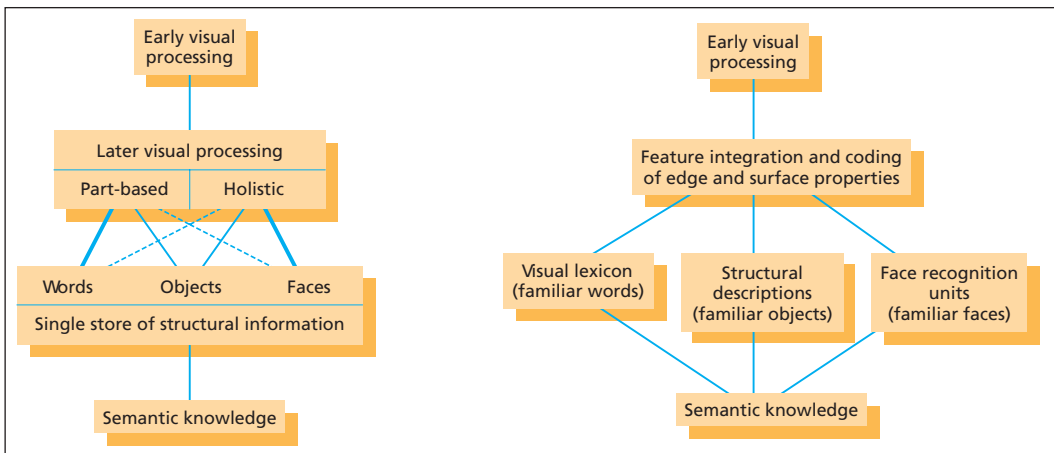 Early visual
processing
Later visual processing
Part-based
Holistic
Words
Objects
Faces
Single store of structural information
Semantic knowledge
Early visual
processing
Feature integration and coding
of edge and surface properties
Visual lexicon
(familiar words)
Structural
descriptions
(familiar objects)
Face recognition
units
(familiar faces)
Semantic knowledge